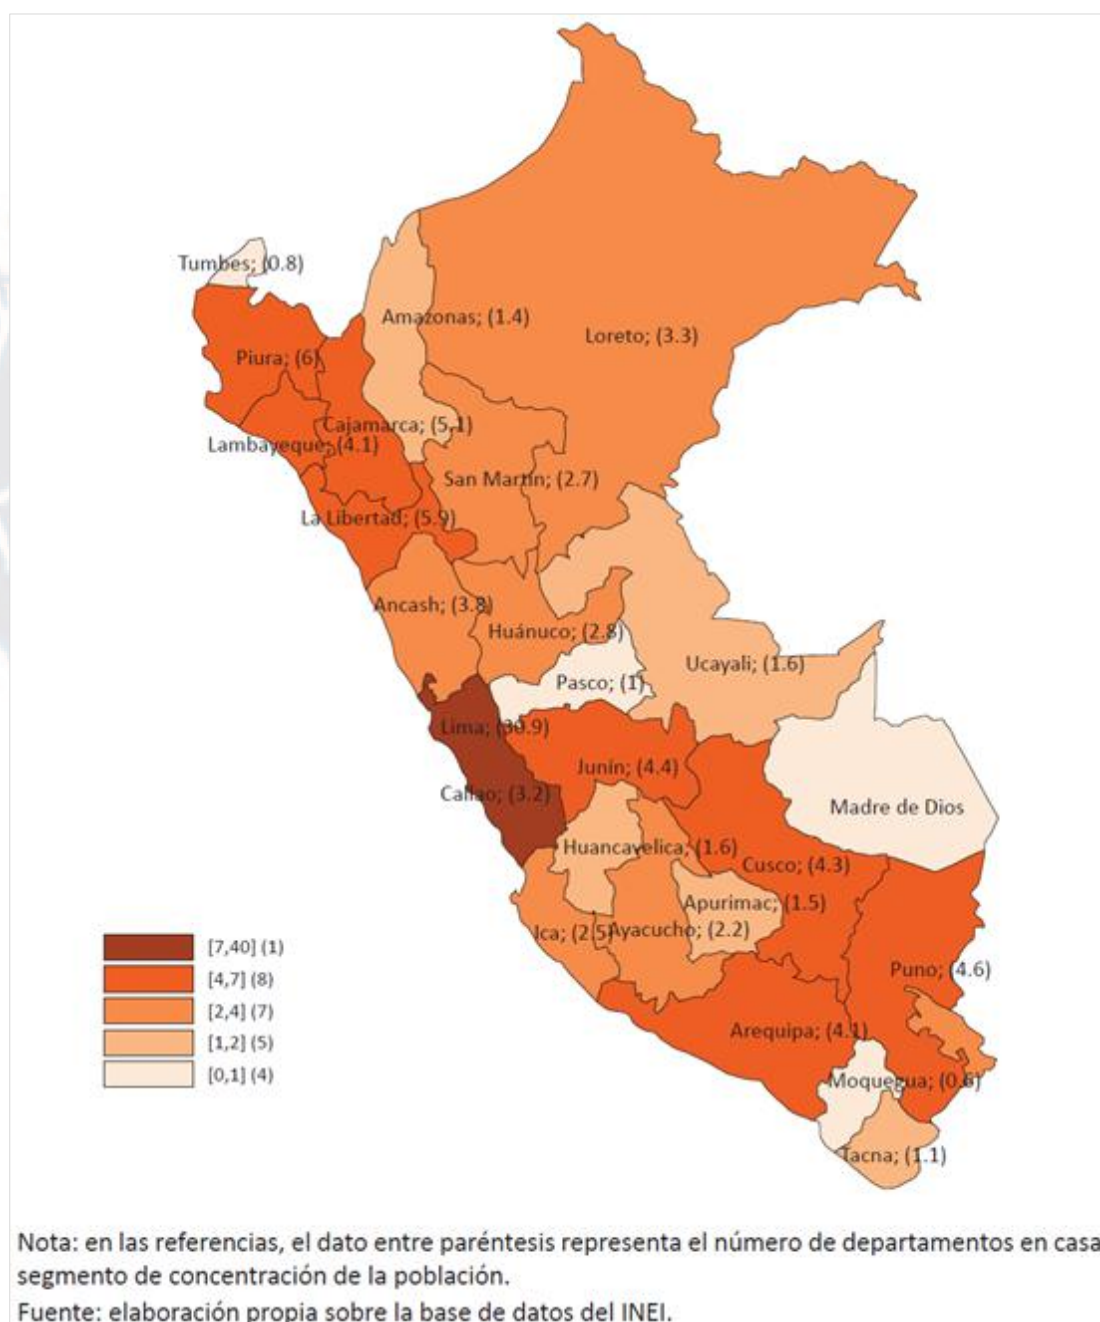 Tumbes; (0.8)
Amazonas; (1.4)
Loreto; (3.3)
Piura; (6)
Cajamarca; (5.1)
Lambayeque; (4.1)
San Martín; (2.7)
La Libertad; (5.9)
Ancash; (3.8)
Huánuco; (2.8)
Ucayali; (1.6)
Pasco; (1)
Lima; (30.9)
Junín; (4.4)
Callao; (3.2)
Madre de Dios
Huancavelica; (1.6)
Cusco; (4.3)
Apurimac; (1.5)
Ica; (2.5)
Ayacucho; (2.2)
Puno; (4.6)
Arequipa; (4.1)
Moquegua; (0.6)
Tacna; (1.1)
[7,40] (1)
[4,7] (8)
[2,4] (7)
[1,2] (5)
[0,1] (4)
Nota: en las referencias, el dato entre paréntesis representa el número de departamentos en casa
segmento de concentración de la población.
Fuente: elaboración propia sobre la base de datos del INEI.